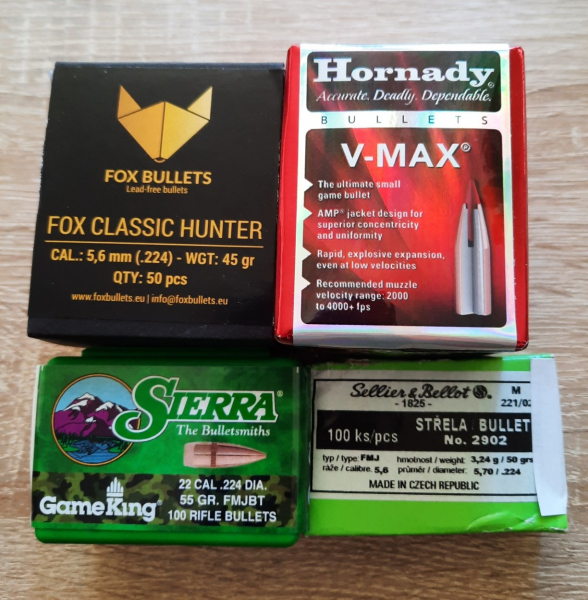 FOX BULLETS
Lead-free bullets
FOX CLASSIC HUNTER
CAL.: 5,6 mm (.224) - WGT: 45 gr
QTY: 50 pcs
www.foxbullets.eu | info@foxbullets.eu
Hornady®
Accurate. Deadly. Dependable.
BULLETS
V-MAX®
The ultimate small
game bullet
AMP® jacket design for
superior concentricity
and uniformity
Rapid, explosive expansion,
even at low velocities
Recommended muzzle
velocity range: 2000
to 4000+ fps
SIERRA®
The Bulletsmiths
GameKing®
22 CAL .224 DIA.
55 GR. FMJBT
100 RIFLE BULLETS
Sellier & Bellot
- 1825 -
M
221/02
100 ks/pcs
STŘELA / BULLET
No. 2902
typ / type: FMJ
ráže / calibre: 5,6
hmotnost / weight: 3,24 g / 50 grs
průměr / diameter: 5,70 / .224
MADE IN CZECH REPUBLIC